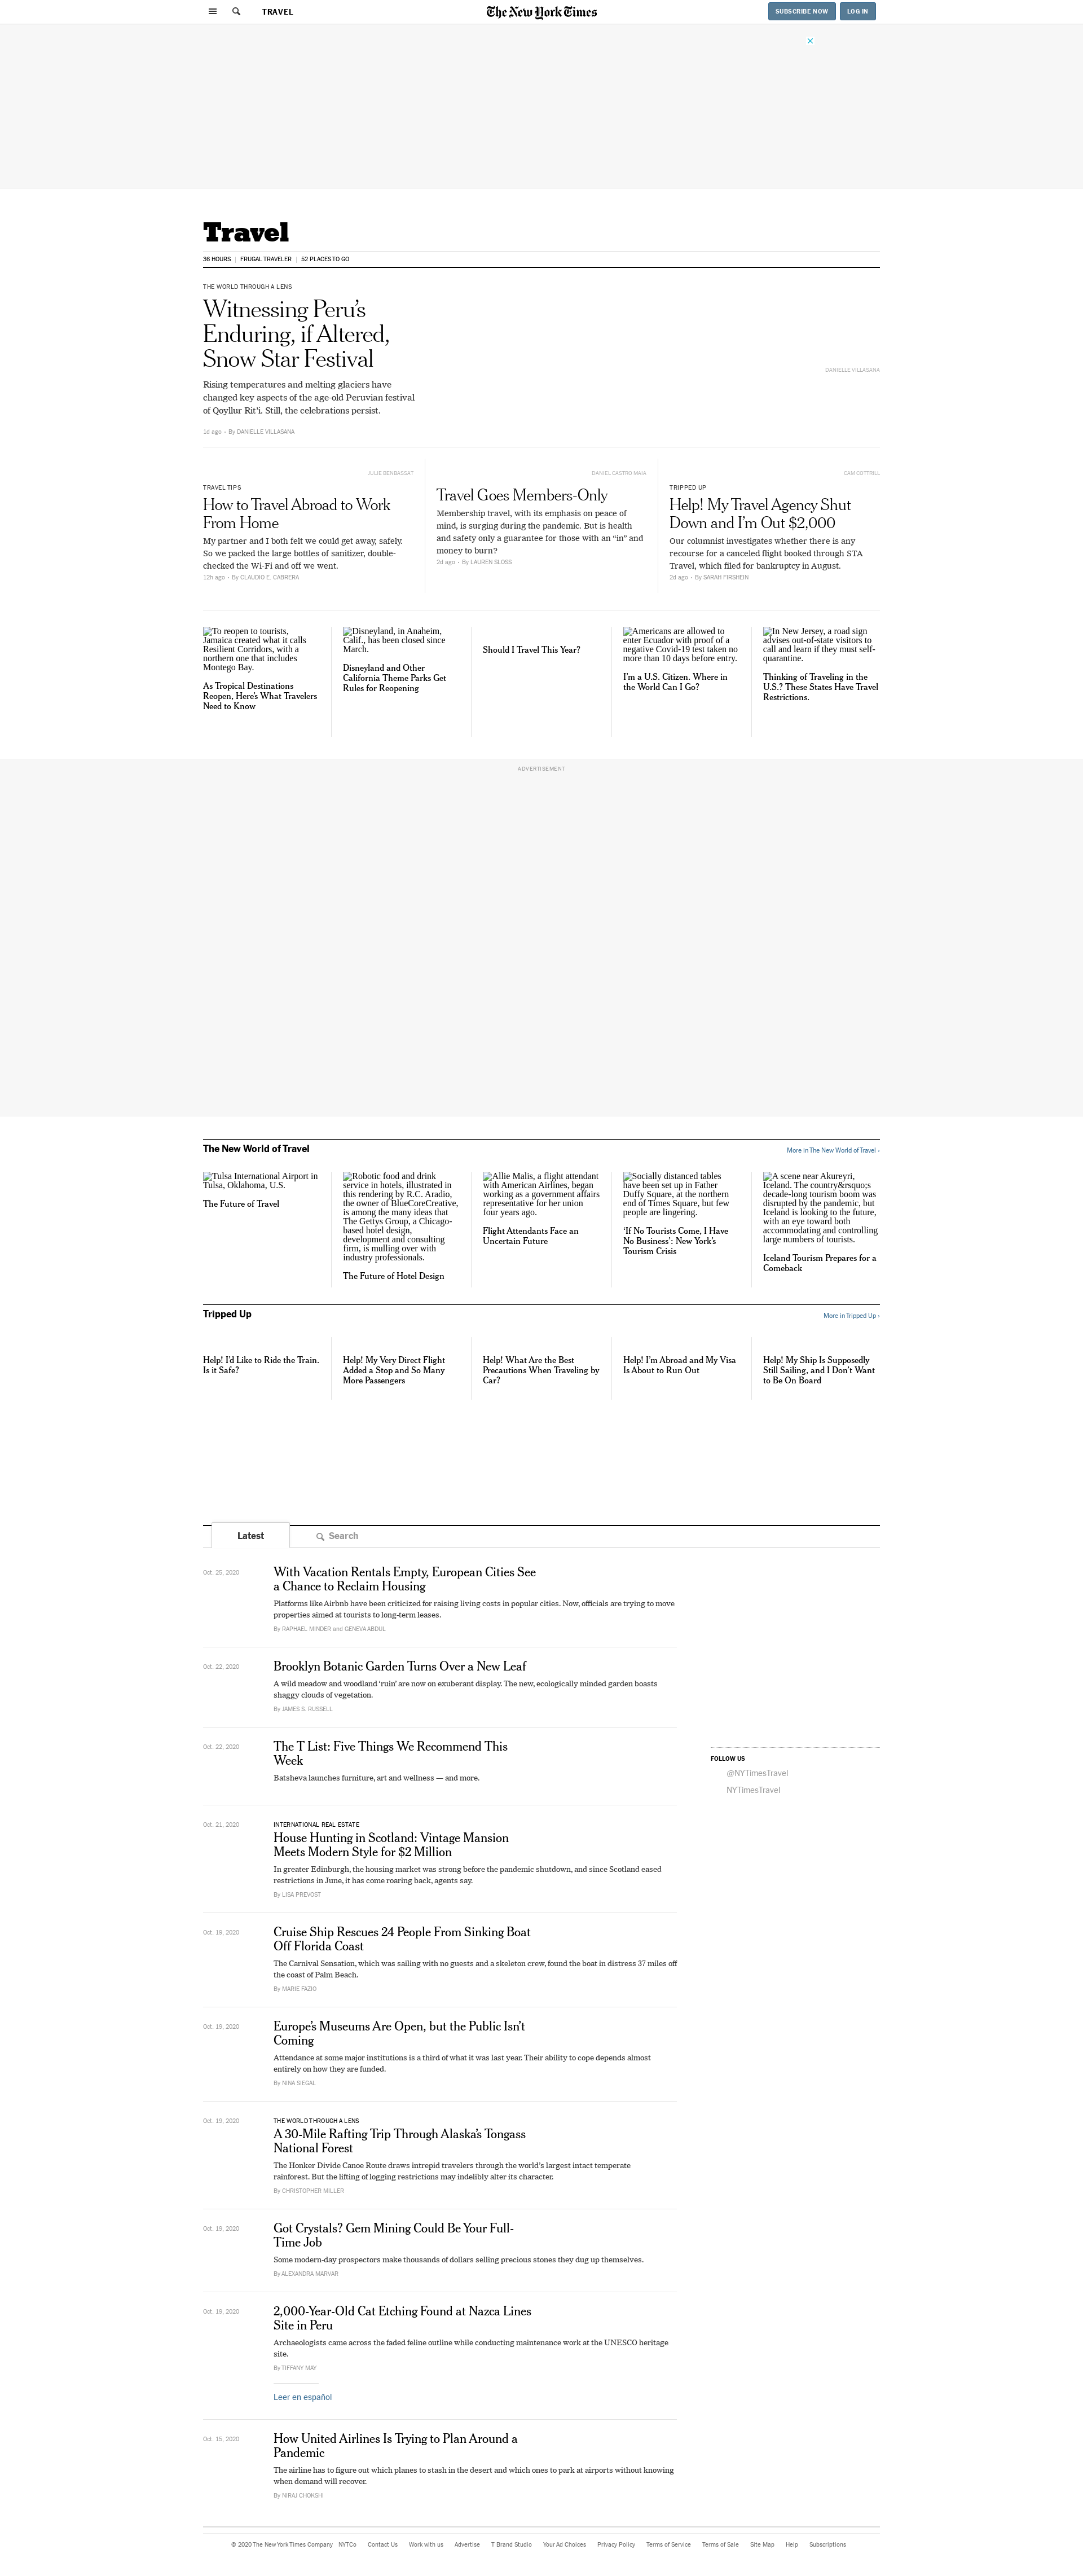 TRAVEL
The New York Times
SUBSCRIBE NOW
LOG IN
Travel
36 HOURS
FRUGAL TRAVELER
52 PLACES TO GO
THE WORLD THROUGH A LENS
Witnessing Peru’s
Enduring, if Altered,
Snow Star Festival
Rising temperatures and melting glaciers have
changed key aspects of the age-old Peruvian festival
of Qoyllur Rit’i. Still, the celebrations persist.
1d ago • By DANIELLE VILLASANA
DANIELLE VILLASANA
JULIE BENBASSAT
TRAVEL TIPS
How to Travel Abroad to Work
From Home
My partner and I both felt we could get away, safely.
So we packed the large bottles of sanitizer, double-
checked the Wi-Fi and off we went.
12h ago • By CLAUDIO E. CABRERA
DANIEL CASTRO MAIA
Travel Goes Members-Only
Membership travel, with its emphasis on peace of
mind, is surging during the pandemic. But is health
and safety only a guarantee for those with an “in” and
money to burn?
2d ago • By LAUREN SLOSS
CAM COTTRILL
TRIPPED UP
Help! My Travel Agency Shut
Down and I’m Out $2,000
Our columnist investigates whether there is any
recourse for a canceled flight booked through STA
Travel, which filed for bankruptcy in August.
2d ago • By SARAH FIRSHEIN
To reopen to tourists,
Jamaica created what it calls
Resilient Corridors, with a
northern one that includes
Montego Bay.
As Tropical Destinations
Reopen, Here’s What Travelers
Need to Know
Disneyland, in Anaheim,
Calif., has been closed since
March.
Disneyland and Other
California Theme Parks Get
Rules for Reopening
Should I Travel This Year?
Americans are allowed to
enter Ecuador with proof of a
negative Covid-19 test taken no
more than 10 days before entry.
I’m a U.S. Citizen. Where in
the World Can I Go?
In New Jersey, a road sign
advises out-of-state visitors to
call and learn if they must self-
quarantine.
Thinking of Traveling in the
U.S.? These States Have Travel
Restrictions.
ADVERTISEMENT
The New World of Travel
More in The New World of Travel ›
Tulsa International Airport in
Tulsa, Oklahoma, U.S.
The Future of Travel
Robotic food and drink
service in hotels, illustrated in
this rendering by R.C. Aradio,
the owner of BlueCoreCreative,
is among the many ideas that
The Gettys Group, a Chicago-
based hotel design,
development and consulting
firm, is mulling over with
industry professionals.
The Future of Hotel Design
Allie Malis, a flight attendant
with American Airlines, began
working as a government affairs
representative for her union
four years ago.
Flight Attendants Face an
Uncertain Future
Socially distanced tables
have been set up in Father
Duffy Square, at the northern
end of Times Square, but few
people are lingering.
‘If No Tourists Come, I Have
No Business’: New York’s
Tourism Crisis
A scene near Akureyri,
Iceland. The country&rsquo;s
decade-long tourism boom was
disrupted by the pandemic, but
Iceland is looking to the future,
with an eye toward both
accommodating and controlling
large numbers of tourists.
Iceland Tourism Prepares for a
Comeback
Tripped Up
More in Tripped Up ›
Help! I’d Like to Ride the Train.
Is it Safe?
Help! My Very Direct Flight
Added a Stop and So Many
More Passengers
Help! What Are the Best
Precautions When Traveling by
Car?
Help! I’m Abroad and My Visa
Is About to Run Out
Help! My Ship Is Supposedly
Still Sailing, and I Don’t Want
to Be On Board
Latest
Search
Oct. 25, 2020
With Vacation Rentals Empty, European Cities See
a Chance to Reclaim Housing
Platforms like Airbnb have been criticized for raising living costs in popular cities. Now, officials are trying to move
properties aimed at tourists to long-term leases.
By RAPHAEL MINDER and GENEVA ABDUL
Oct. 22, 2020
Brooklyn Botanic Garden Turns Over a New Leaf
A wild meadow and woodland ‘ruin’ are now on exuberant display. The new, ecologically minded garden boasts
shaggy clouds of vegetation.
By JAMES S. RUSSELL
Oct. 22, 2020
The T List: Five Things We Recommend This
Week
Batsheva launches furniture, art and wellness — and more.
FOLLOW US
@NYTimesTravel
NYTimesTravel
Oct. 21, 2020
INTERNATIONAL REAL ESTATE
House Hunting in Scotland: Vintage Mansion
Meets Modern Style for $2 Million
In greater Edinburgh, the housing market was strong before the pandemic shutdown, and since Scotland eased
restrictions in June, it has come roaring back, agents say.
By LISA PREVOST
Oct. 19, 2020
Cruise Ship Rescues 24 People From Sinking Boat
Off Florida Coast
The Carnival Sensation, which was sailing with no guests and a skeleton crew, found the boat in distress 37 miles off
the coast of Palm Beach.
By MARIE FAZIO
Oct. 19, 2020
Europe’s Museums Are Open, but the Public Isn’t
Coming
Attendance at some major institutions is a third of what it was last year. Their ability to cope depends almost
entirely on how they are funded.
By NINA SIEGAL
Oct. 19, 2020
THE WORLD THROUGH A LENS
A 30-Mile Rafting Trip Through Alaska’s Tongass
National Forest
The Honker Divide Canoe Route draws intrepid travelers through the world’s largest intact temperate
rainforest. But the lifting of logging restrictions may indelibly alter its character.
By CHRISTOPHER MILLER
Oct. 19, 2020
Got Crystals? Gem Mining Could Be Your Full-
Time Job
Some modern-day prospectors make thousands of dollars selling precious stones they dug up themselves.
By ALEXANDRA MARVAR
Oct. 19, 2020
2,000-Year-Old Cat Etching Found at Nazca Lines
Site in Peru
Archaeologists came across the faded feline outline while conducting maintenance work at the UNESCO heritage
site.
By TIFFANY MAY
Leer en español
Oct. 15, 2020
How United Airlines Is Trying to Plan Around a
Pandemic
The airline has to figure out which planes to stash in the desert and which ones to park at airports without knowing
when demand will recover.
By NIRAJ CHOKSHI
© 2020 The New York Times Company NYTCo Contact Us Work with us Advertise T Brand Studio Your Ad Choices Privacy Policy Terms of Service Terms of Sale Site Map Help Subscriptions